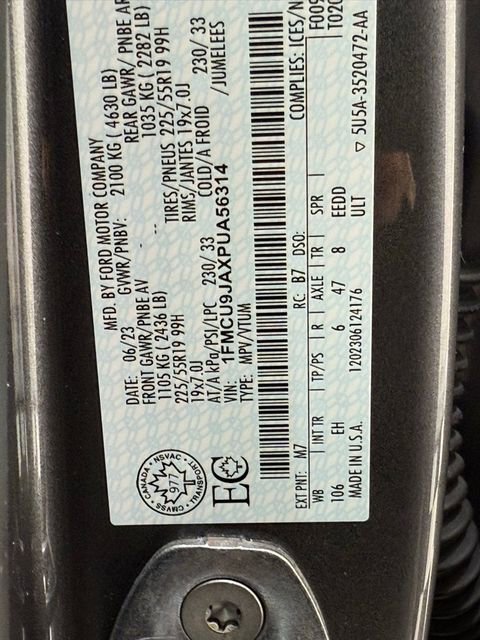 MFD. BY FORD MOTOR COMPANY
DATE: 06/23 GVWR/PNBV: 2100 KG ( 4630 LB)
FRONT GAWR/PNBE AV REAR GAWR/ PNBE AR
1105 KG ( 2436 LB) 1035 KG ( 2282 LB)
225/55R19 99H TIRES/PNEUS 225/55R19 99H
19x7.0J RIMS/JANTES 19x7.0J
AT/A kPa/PSI/LPC 230/ 33 COLD/A FROID 230/ 33
VIN: 1FMCU9JAXPUA56314 /JUMELEES
TYPE: MPV/VTUM
CANADA • NSVAC • TRANSPORT • CMVSS
977
EC
EXT PNT: M7 RC: B7 DSO: COMPLIES: ICES/N
WB INT TR TP/PS R AXLE TR SPR F009
106 EH 6 47 8 EEDD
MADE IN U.S.A. 1202306124176 ULT ▽ 5U5A-3520472-AA